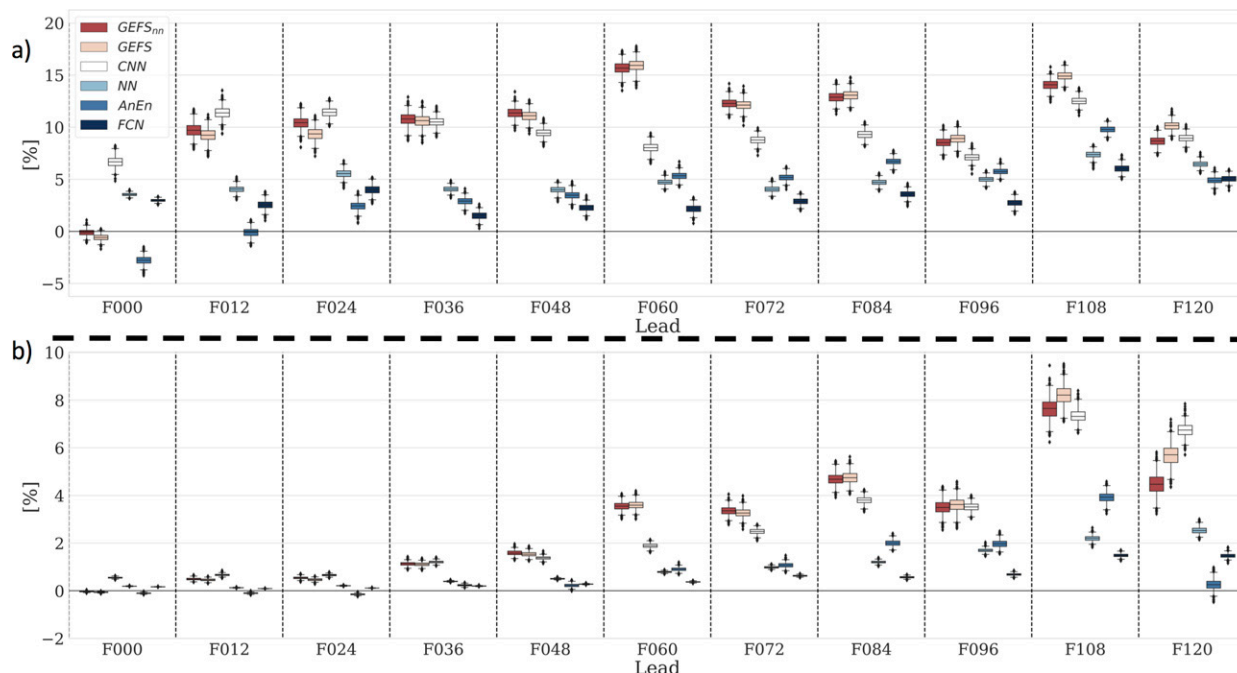 a)
GEFSnn
GEFS
CNN
NN
AnEn
FCN
20
15
10
5
0
−5
[%]
F000 F012 F024 F036 F048 F060 F072 F084 F096 F108 F120
Lead
b)
10
8
6
4
2
0
−2
[%]
F000 F012 F024 F036 F048 F060 F072 F084 F096 F108 F120
Lead